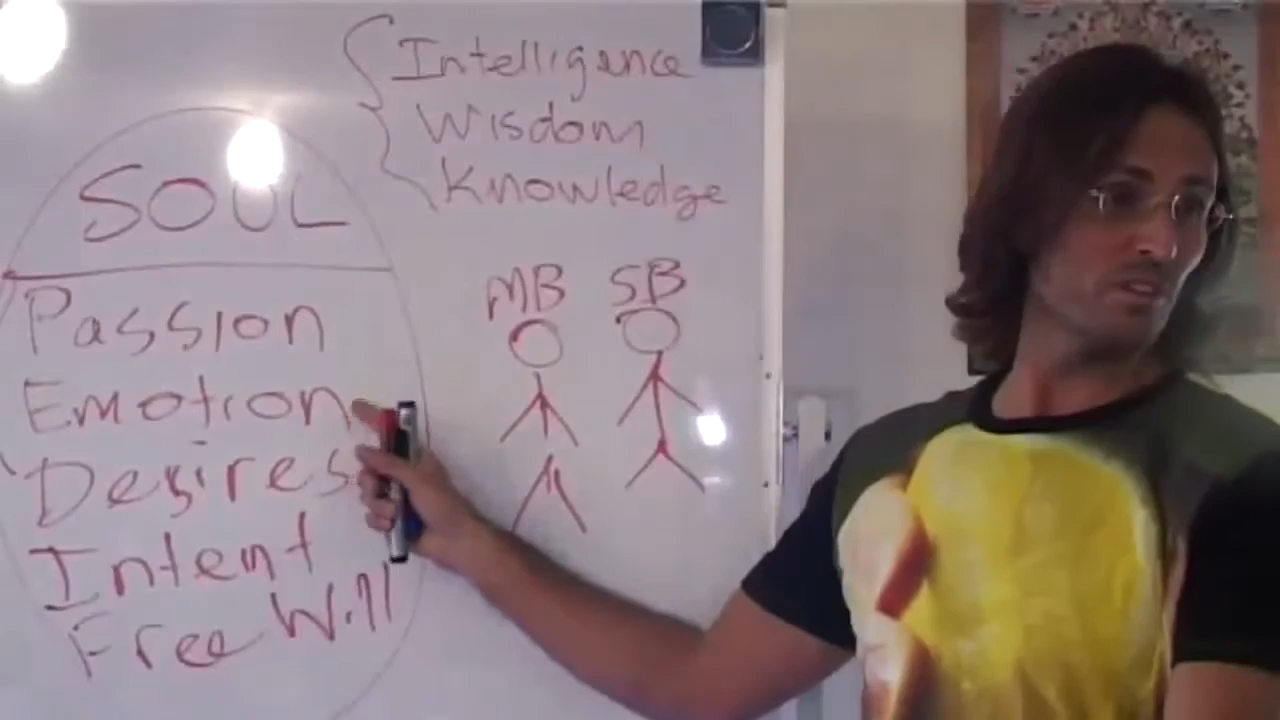 Intelligence
Wisdom
Knowledge
SOUL
MB SB
Passion
Emotion
Desires
Intent
Free Will